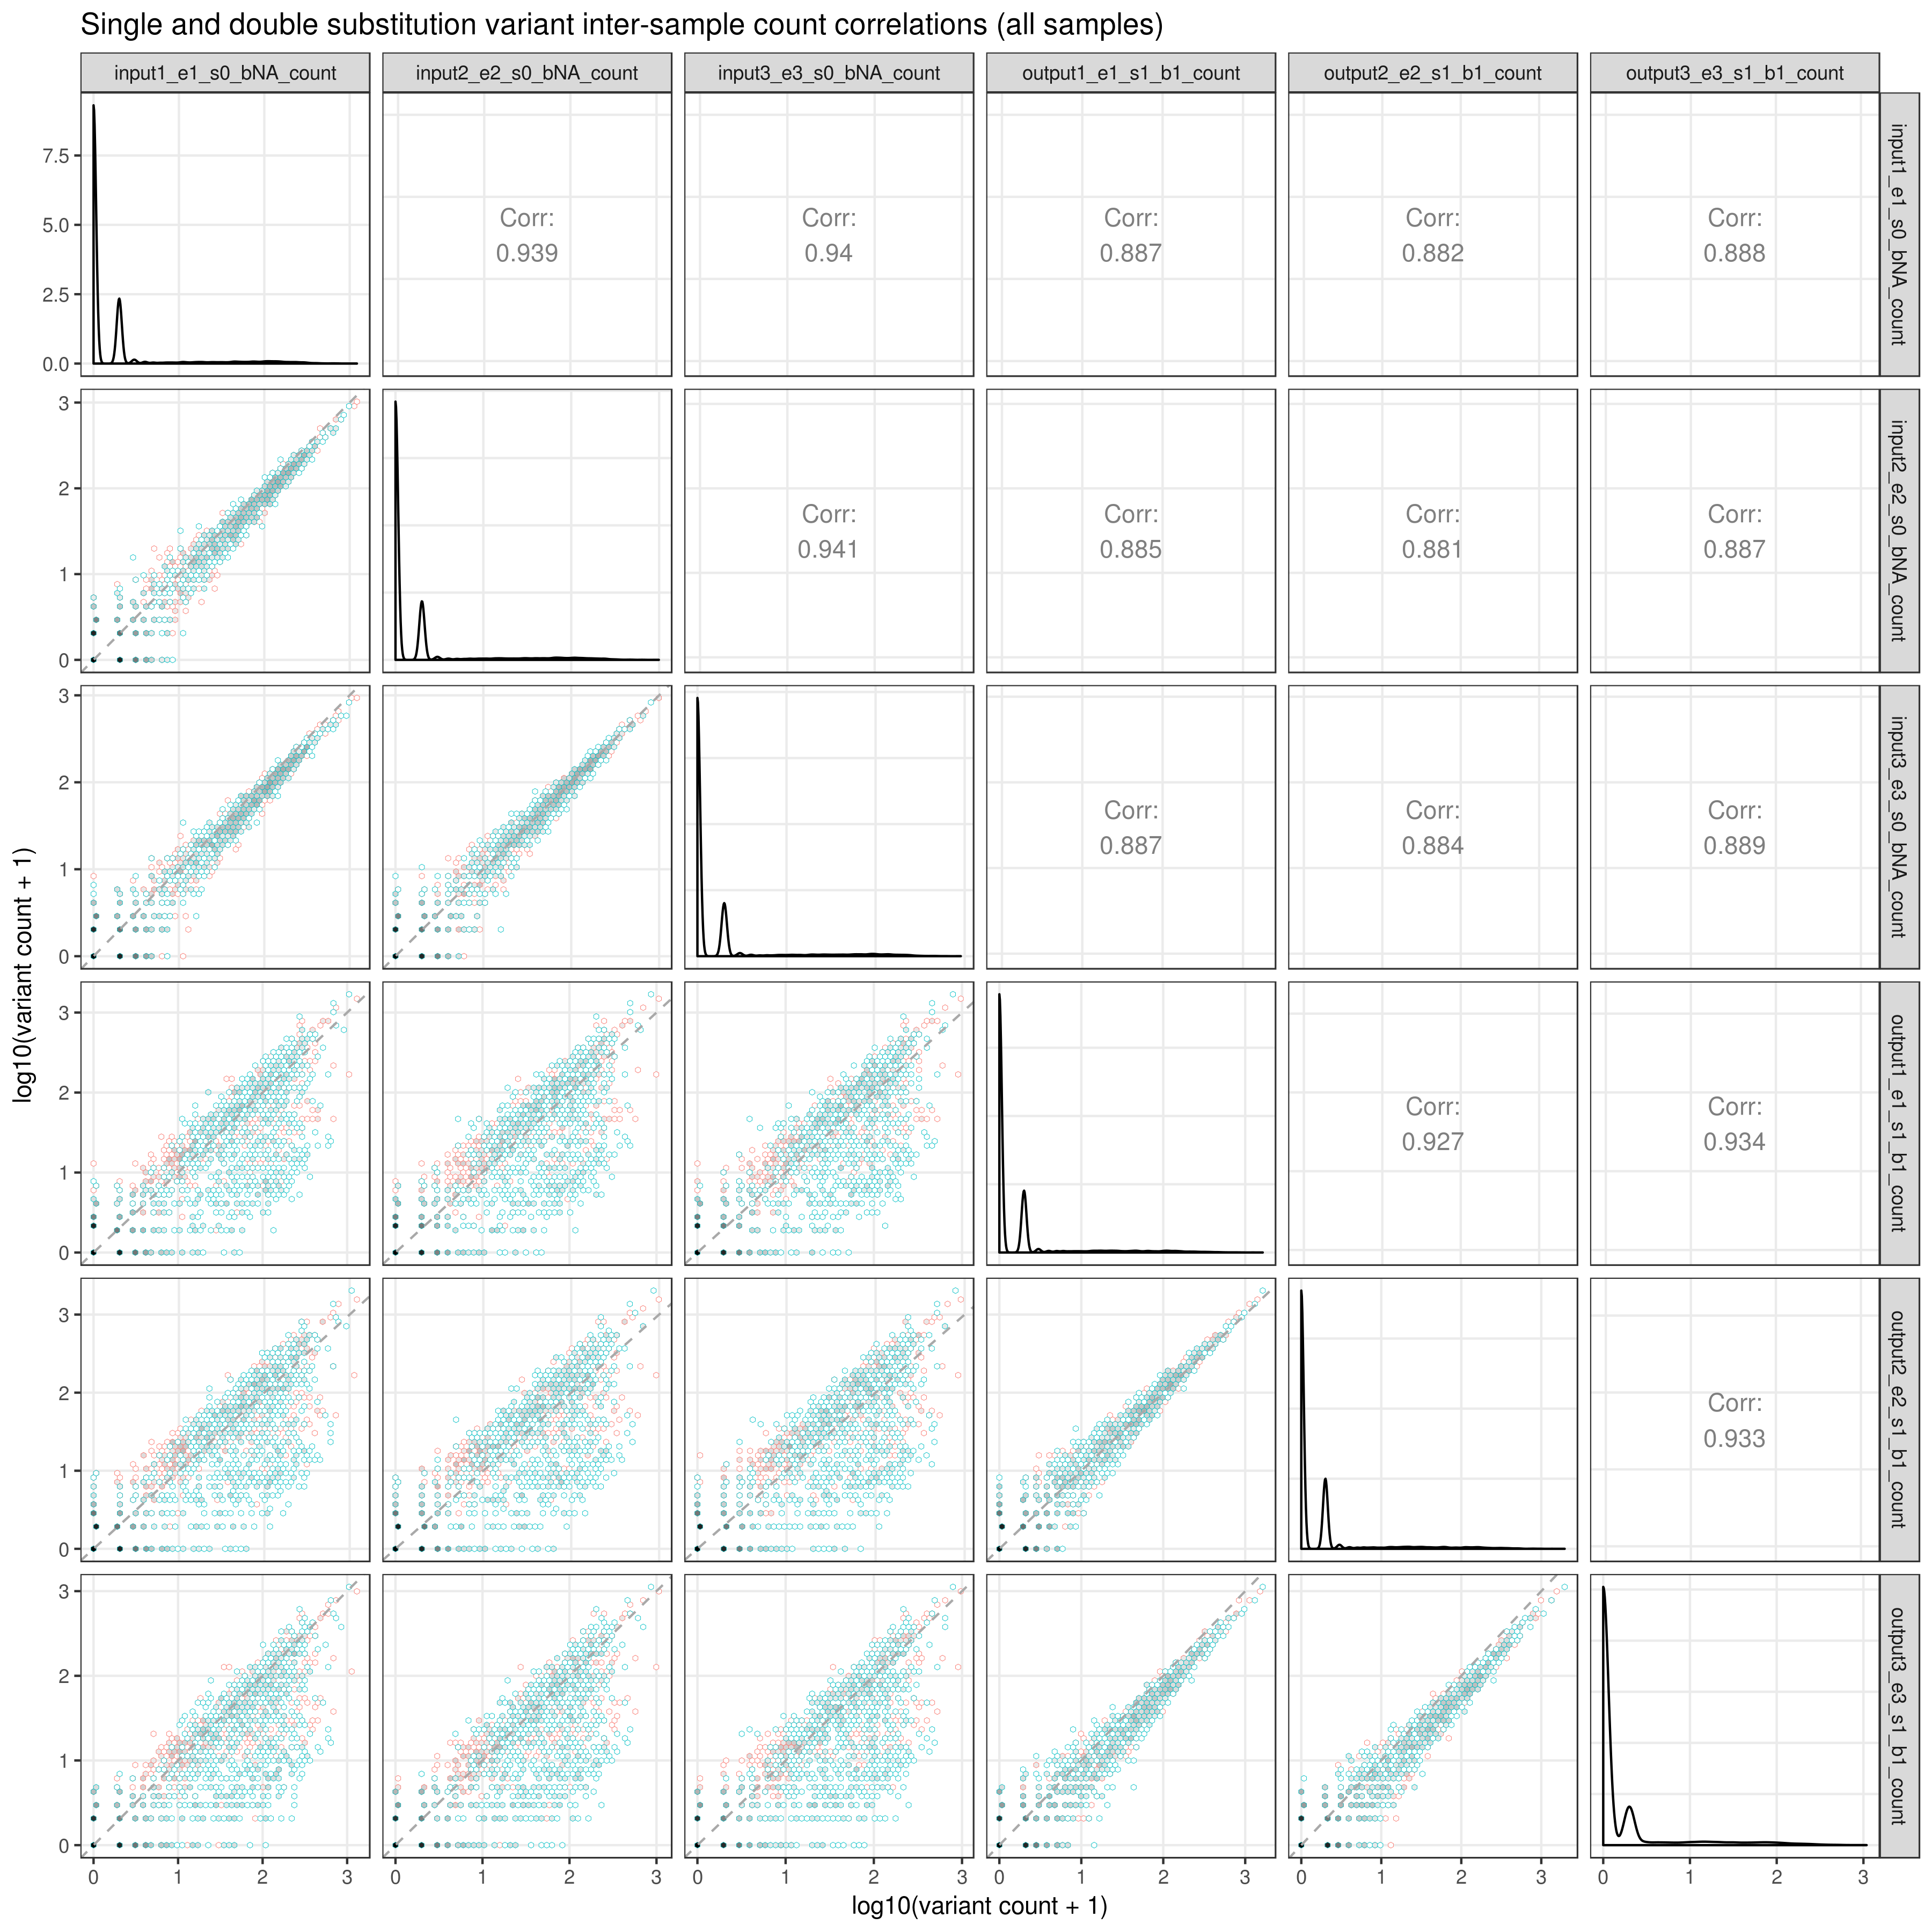 Single and double substitution variant inter-sample count correlations (all samples)
input1_e1_s0_bNA_count
input2_e2_s0_bNA_count
input3_e3_s0_bNA_count
output1_e1_s1_b1_count
output2_e2_s1_b1_count
output3_e3_s1_b1_count
7.5
5.0
2.5
0.0
Corr:
0.939
Corr:
0.94
Corr:
0.887
Corr:
0.882
Corr:
0.888
input1_e1_s0_bNA_count
3
2
1
0
Corr:
0.941
Corr:
0.885
Corr:
0.881
Corr:
0.887
input2_e2_s0_bNA_count
3
2
1
0
Corr:
0.887
Corr:
0.884
Corr:
0.889
input3_e3_s0_bNA_count
log10(variant count + 1)
3
2
1
0
Corr:
0.927
Corr:
0.934
output1_e1_s1_b1_count
3
2
1
0
Corr:
0.933
output2_e2_s1_b1_count
3
2
1
0
output3_e3_s1_b1_count
0 1 2 3 0 1 2 3 0 1 2 3 0 1 2 3 0 1 2 3 0 1 2 3
log10(variant count + 1)